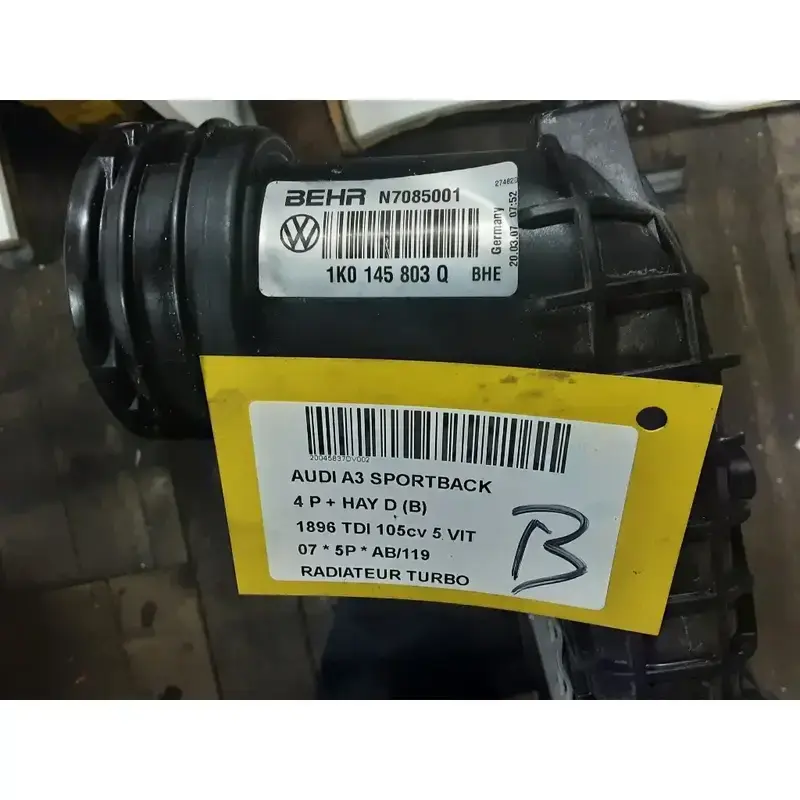 BEHR N7085001
1K0 145 803 Q BHE
Germany
20.03.07 07:52
20045837DV002
AUDI A3 SPORTBACK
4 P + HAY D (B)
1896 TDI 105cv 5 VIT
07 * 5P * AB/119
RADIATEUR TURBO
B